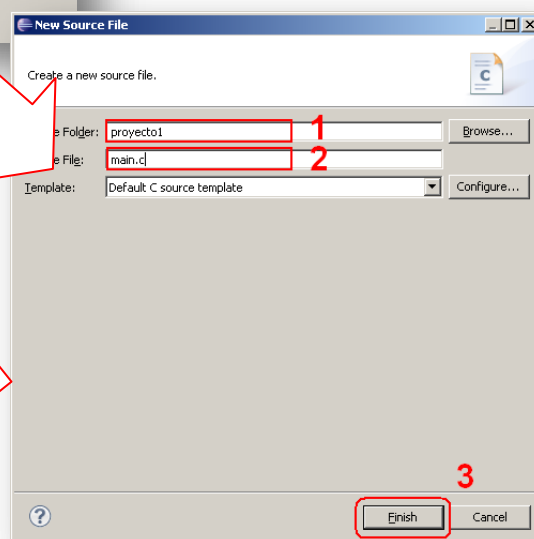 New Source File
Create a new source file.
Folder: proyecto1 1 Browse...
File: main.c 2
Template: Default C source template Configure...
3
? Finish Cancel